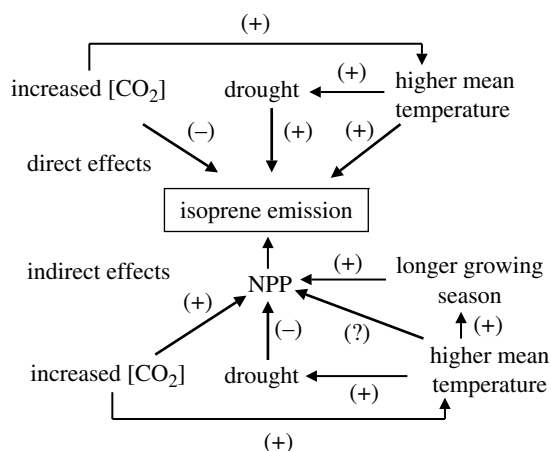 (+)
increased [CO₂]
drought
(+)
higher mean
temperature
(–)
(+)
(+)
direct effects
isoprene emission
indirect effects
NPP
(+)
longer growing
season
(+)
(–)
(?)
(+)
increased [CO₂]
drought
(+)
higher mean
temperature
(+)